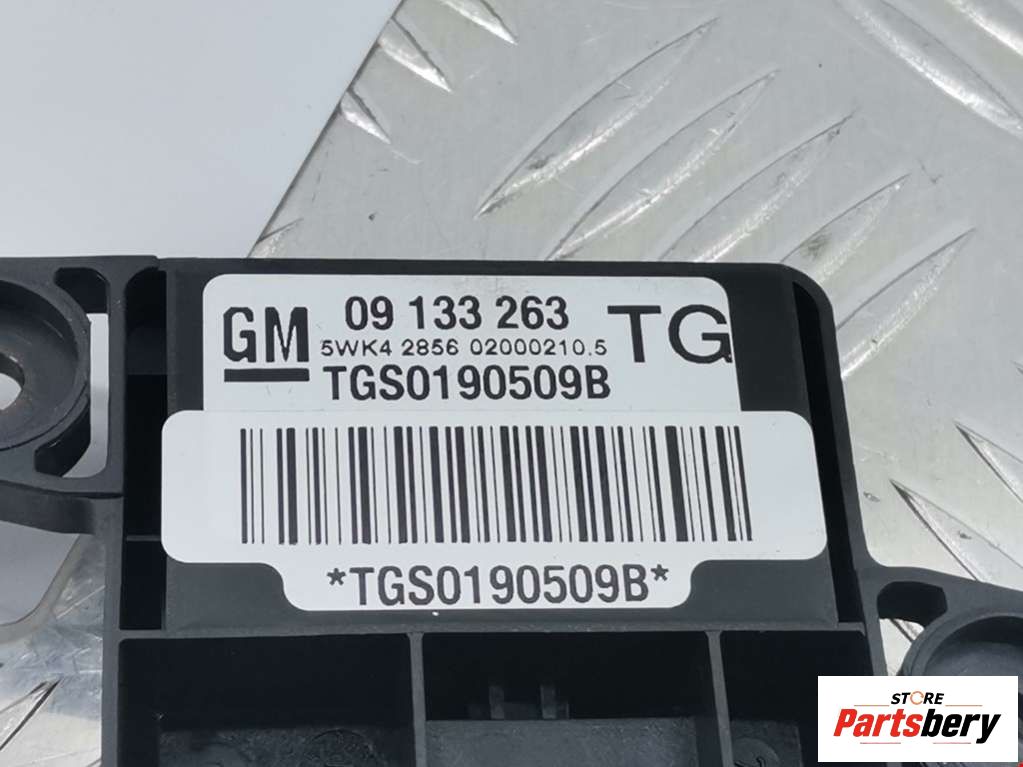 GM 09 133 263 TG
5WK4 2856 02000210.5
TGS0190509B
*TGS0190509B*
STORE
Partsbery